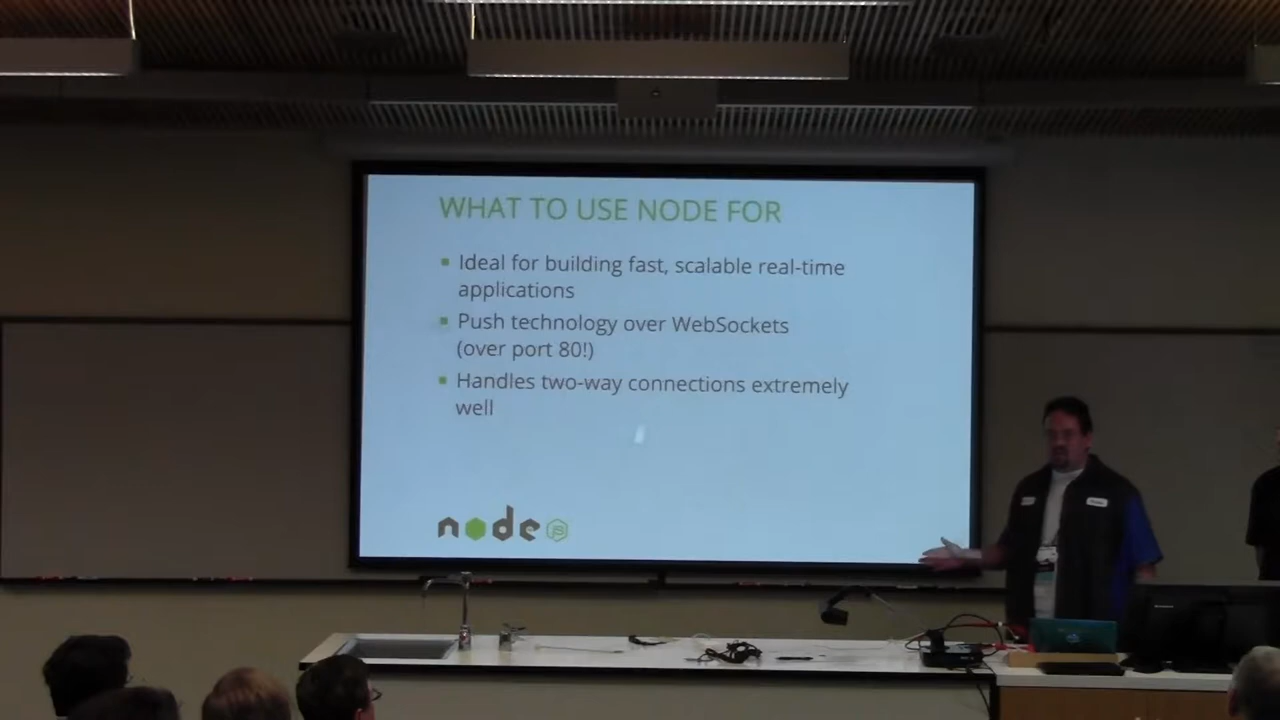 WHAT TO USE NODE FOR
Ideal for building fast, scalable real-time
applications
Push technology over WebSockets
(over port 80!)
Handles two-way connections extremely
well
node JS